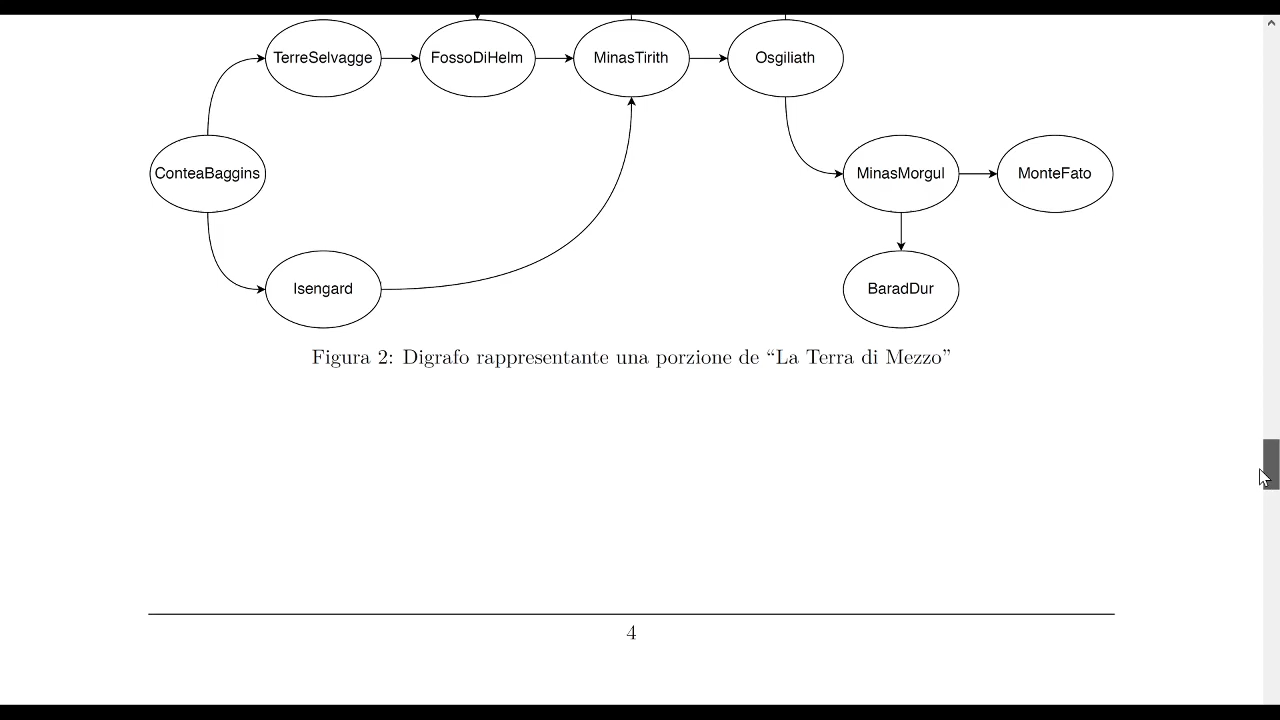 TerreSelvagge
FossoDiHelm
MinasTirith
Osgiliath
ConteaBaggins
MinasMorgul
MonteFato
Isengard
BaradDur
Figura 2: Digrafo rappresentante una porzione de “La Terra di Mezzo”
4